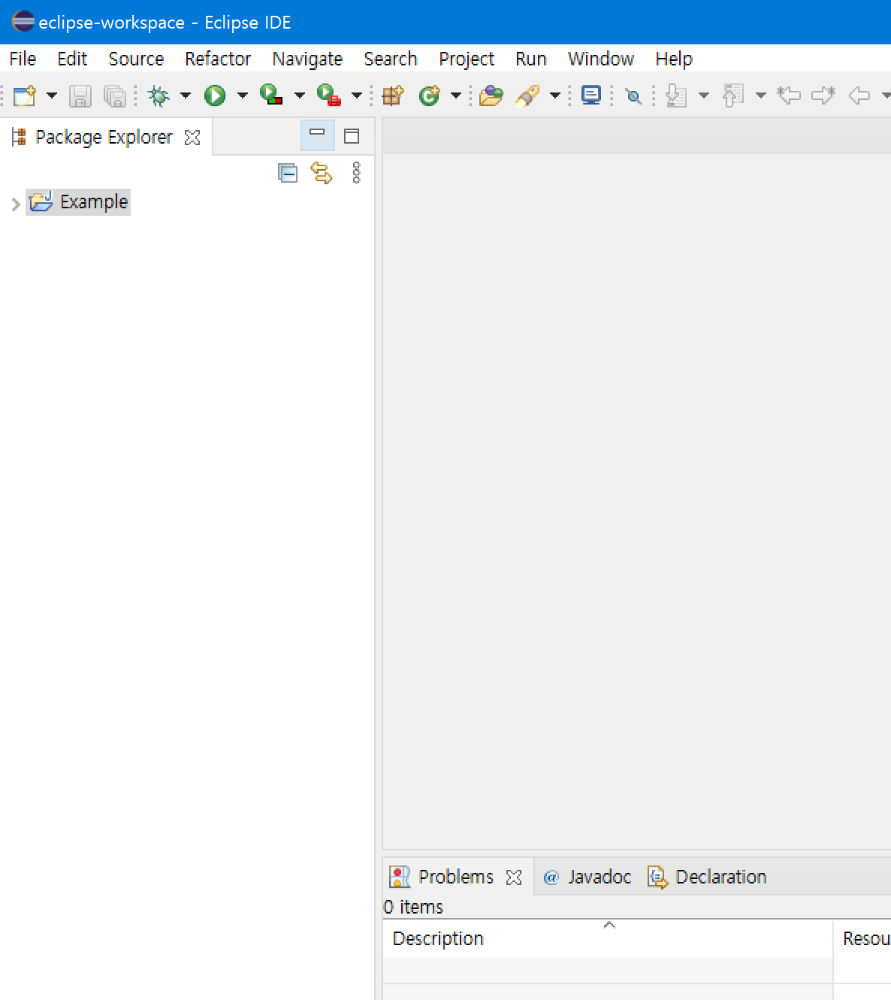 eclipse-workspace - Eclipse IDE
File Edit Source Refactor Navigate Search Project Run Window Help
Package Explorer
Example
Problems @ Javadoc Declaration
0 items
Description Resou